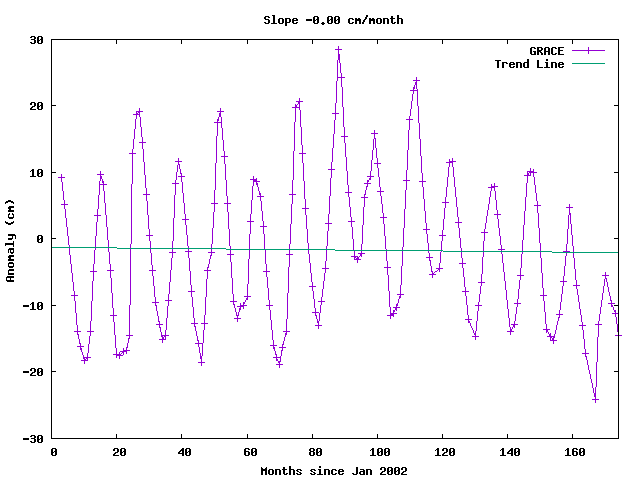 Slope -0.00 cm/month
GRACE
Trend Line
30
20
10
0
-10
-20
-30
Anomaly (cm)
0 20 40 60 80 100 120 140 160
Months since Jan 2002